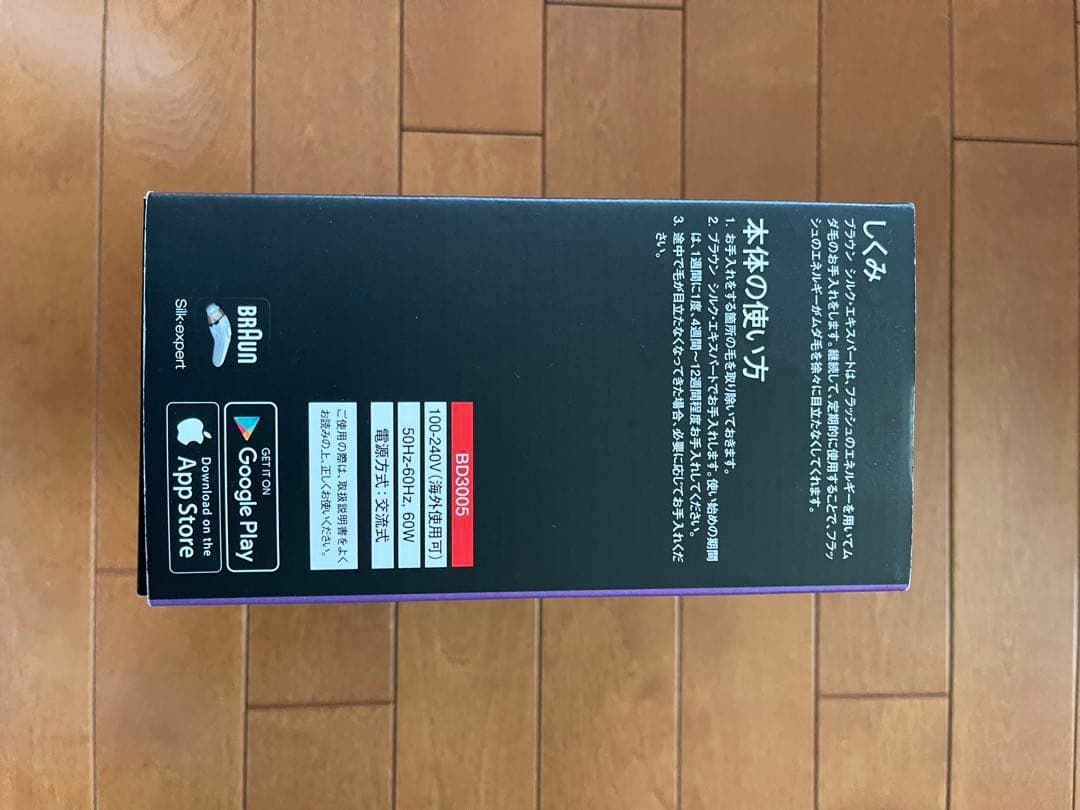 しくみ
ブラウン シルク・エキスパートは、フラッシュのエネルギーを用いてム
ダ毛のお手入れをします。継続して、定期的に使用することで、フラッ
シュのエネルギーがムダ毛を徐々に目立たなくしてくれます。
本体の使い方
1. お手入れをする箇所の毛を取り除いておきます。
2. ブラウン シルク・エキスパートでお手入れします。使い始めの期間
は、1週間に1度、4週間~12週間程度お手入れしてください。
3. 途中で毛が目立たなくなってきた場合、必要に応じてお手入れくだ
さい。
BD3005
100-240V(海外使用可)
50Hz-60Hz, 60W
電源方式:交流式
ご使用の際は、取扱説明書をよく
お読みの上、正しくお使いください。
BRAUN
Silk·expert
GET IT ON
Google Play
Download on the
App Store